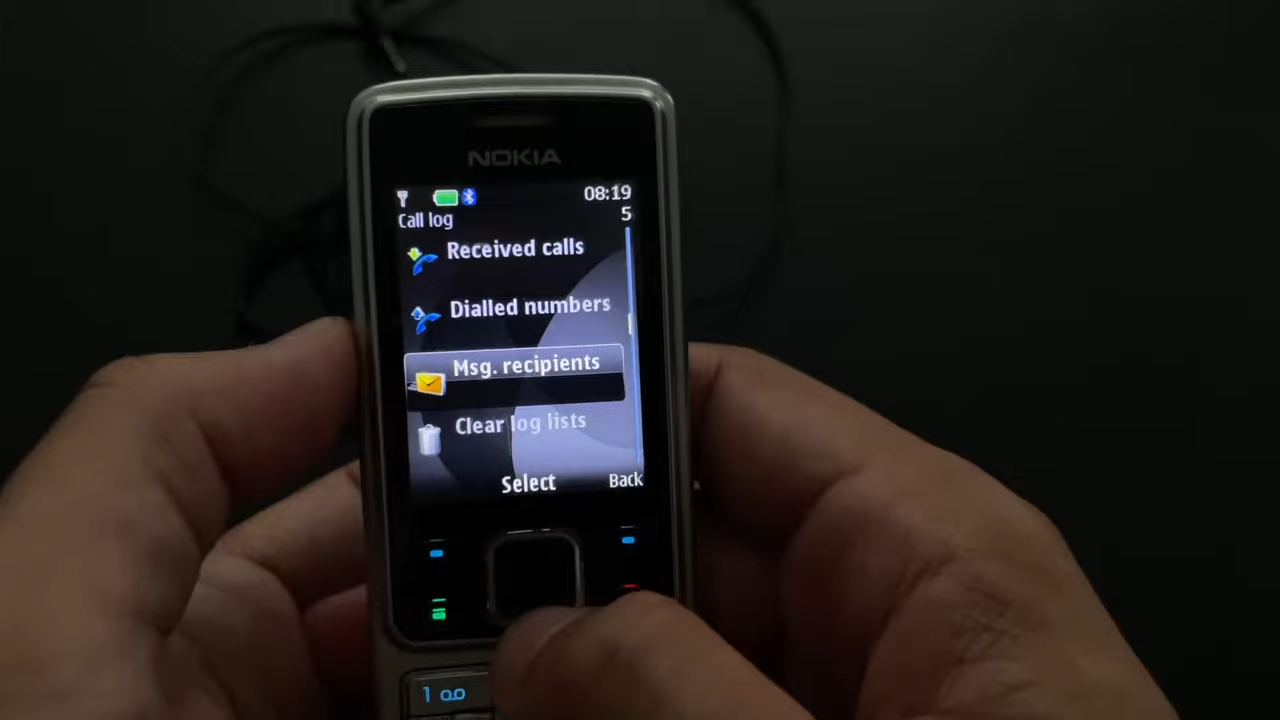 NOKIA
08:19
Call log 5
Received calls
Dialled numbers
Msg. recipients
Clear log lists
Select Back
1